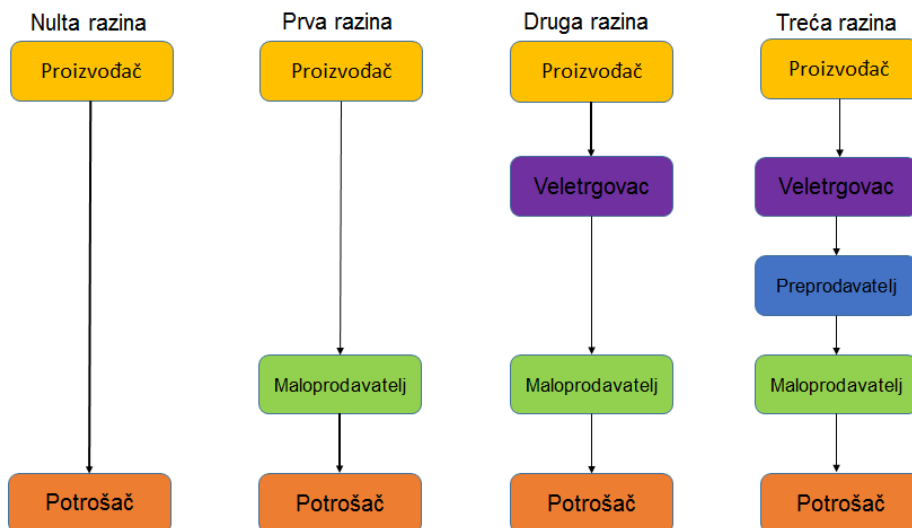 Nulta razina
Proizvođač
Potrošač
Prva razina
Proizvođač
Maloprodavatelj
Potrošač
Druga razina
Proizvođač
Veletrgovac
Maloprodavatelj
Potrošač
Treća razina
Proizvođač
Veletrgovac
Preprodavatelj
Maloprodavatelj
Potrošač